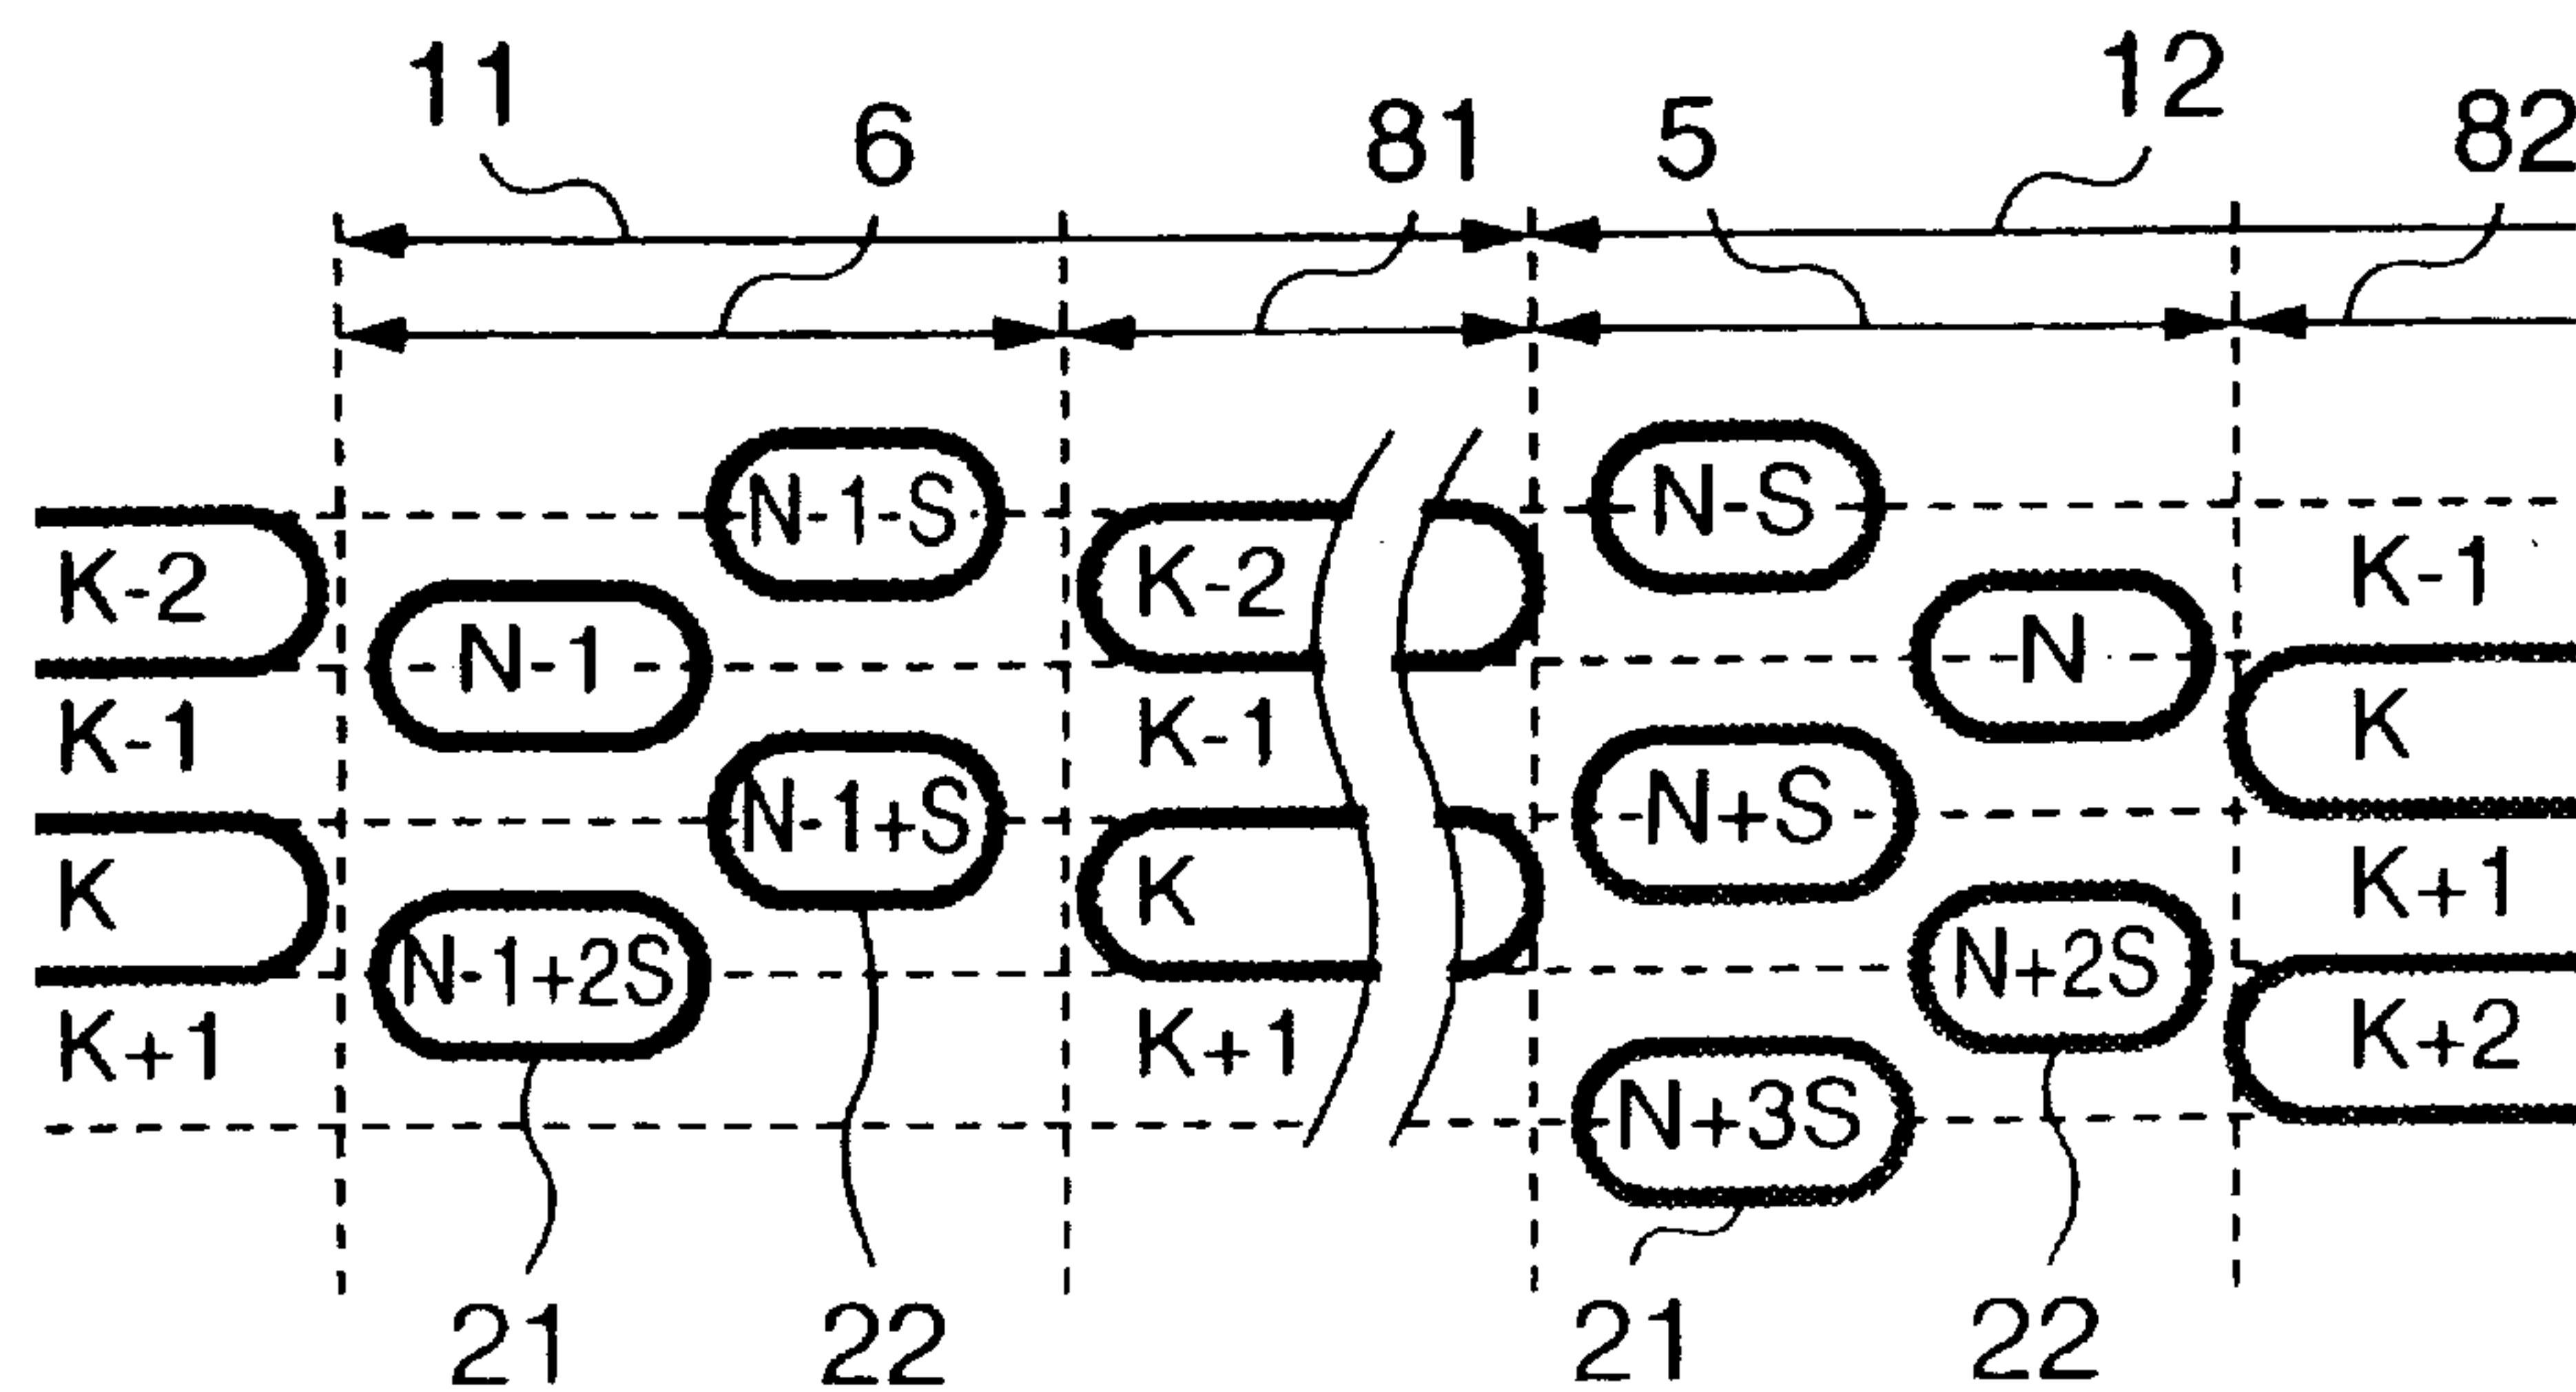 11 12
6 81 5 82
N-1-S N-S
K-2 K-2 K-1
N-1 N
K-1 K-1 K
N-1+S N+S
K K K+1
N-1+2S N+2S
K+1 K+1 K+2
N+3S
21 22 21 22